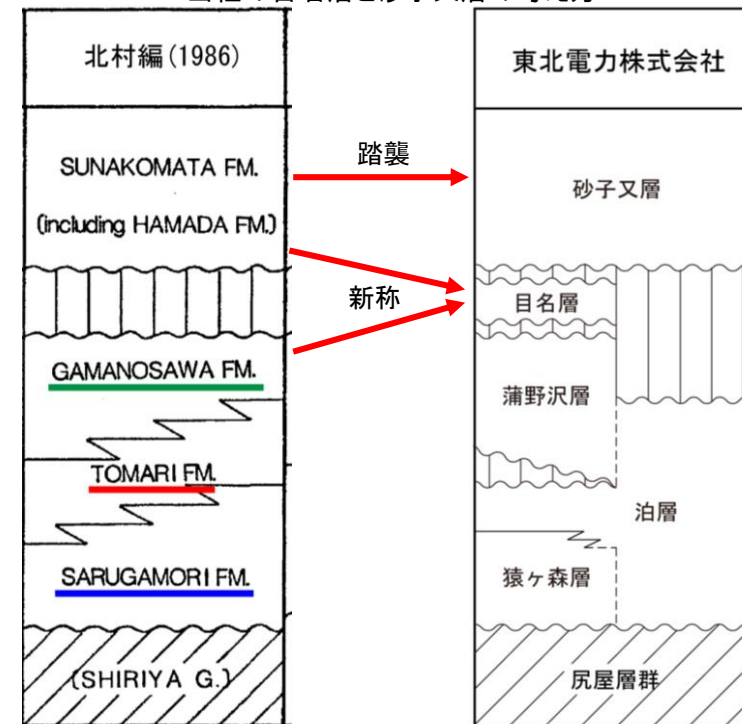 北村編(1986)
SUNAKOMATA FM.
(including HAMADA FM.)
GAMANOSAWA FM.
TOMARI FM.
SARUGAMORI FM.
(SHIRIYA G.)
踏襲
新称
東北電力株式会社
砂子又層
目名層
蒲野沢層
泊層
猿ヶ森層
尻屋層群